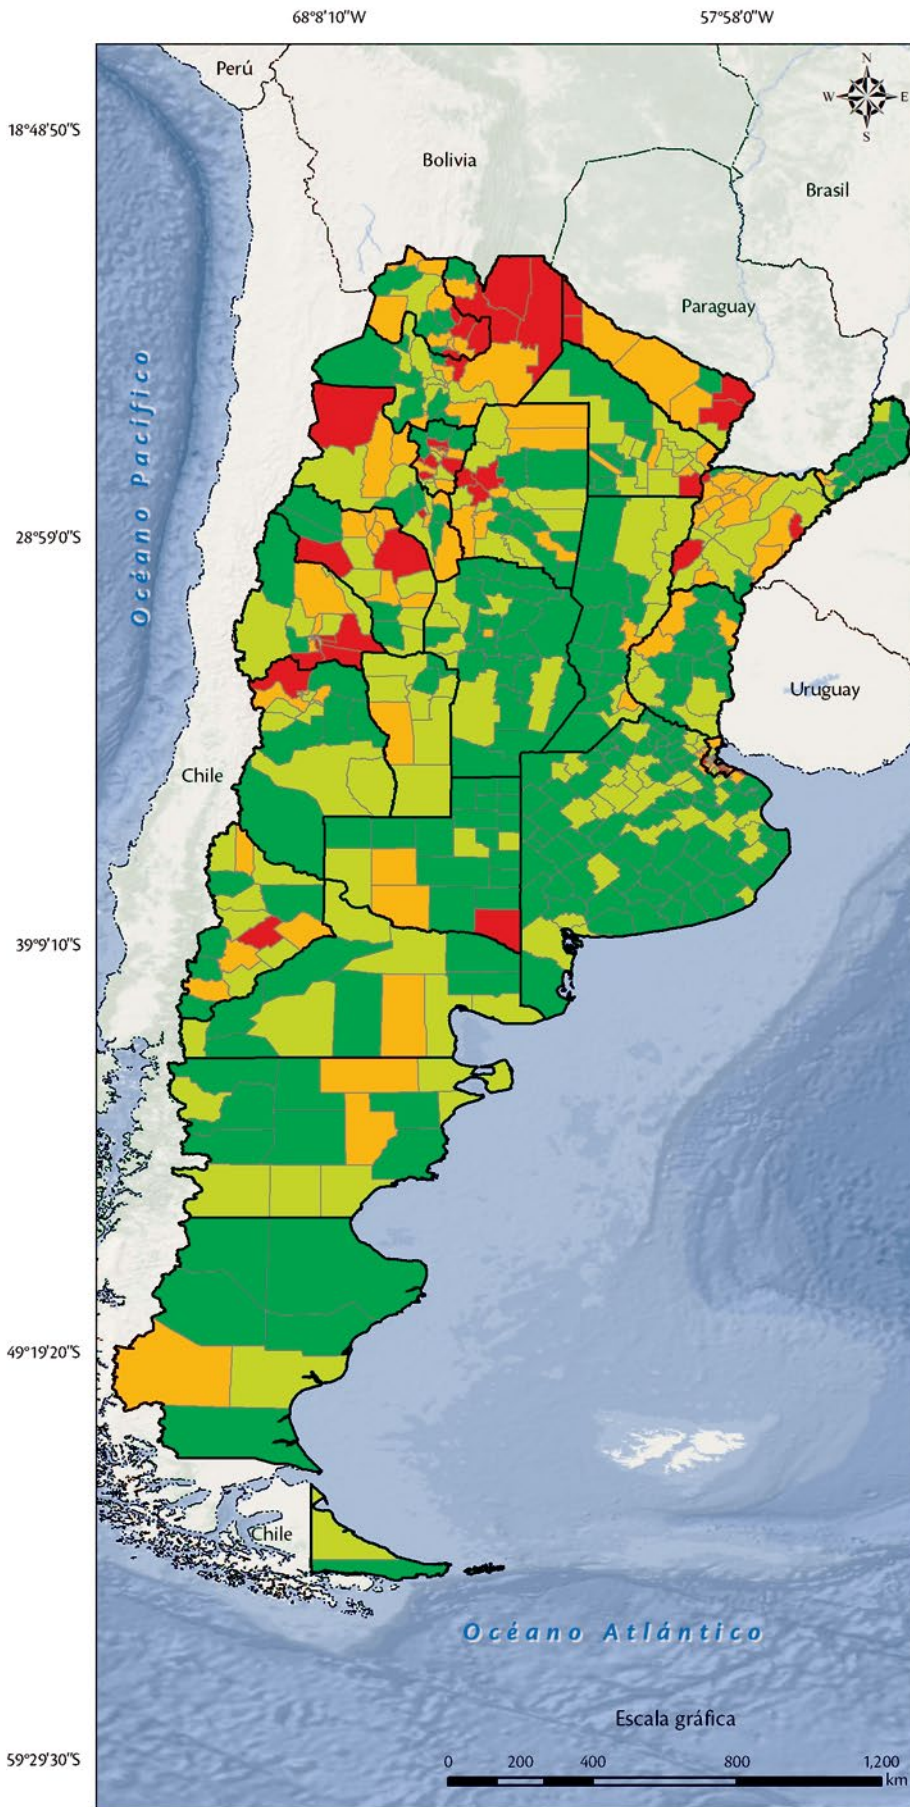 68°8'10"W 57°58'0"W
Perú
N
W E
S
18°48'50"S
Bolivia
Brasil
Paraguay
Océano Pacífico
28°59'0"S
Uruguay
Chile
39°9'10"S
49°19'20"S
Chile
Océano Atlántico
Escala gráfica
59°29'30"S
0 200 400 800 1,200
km